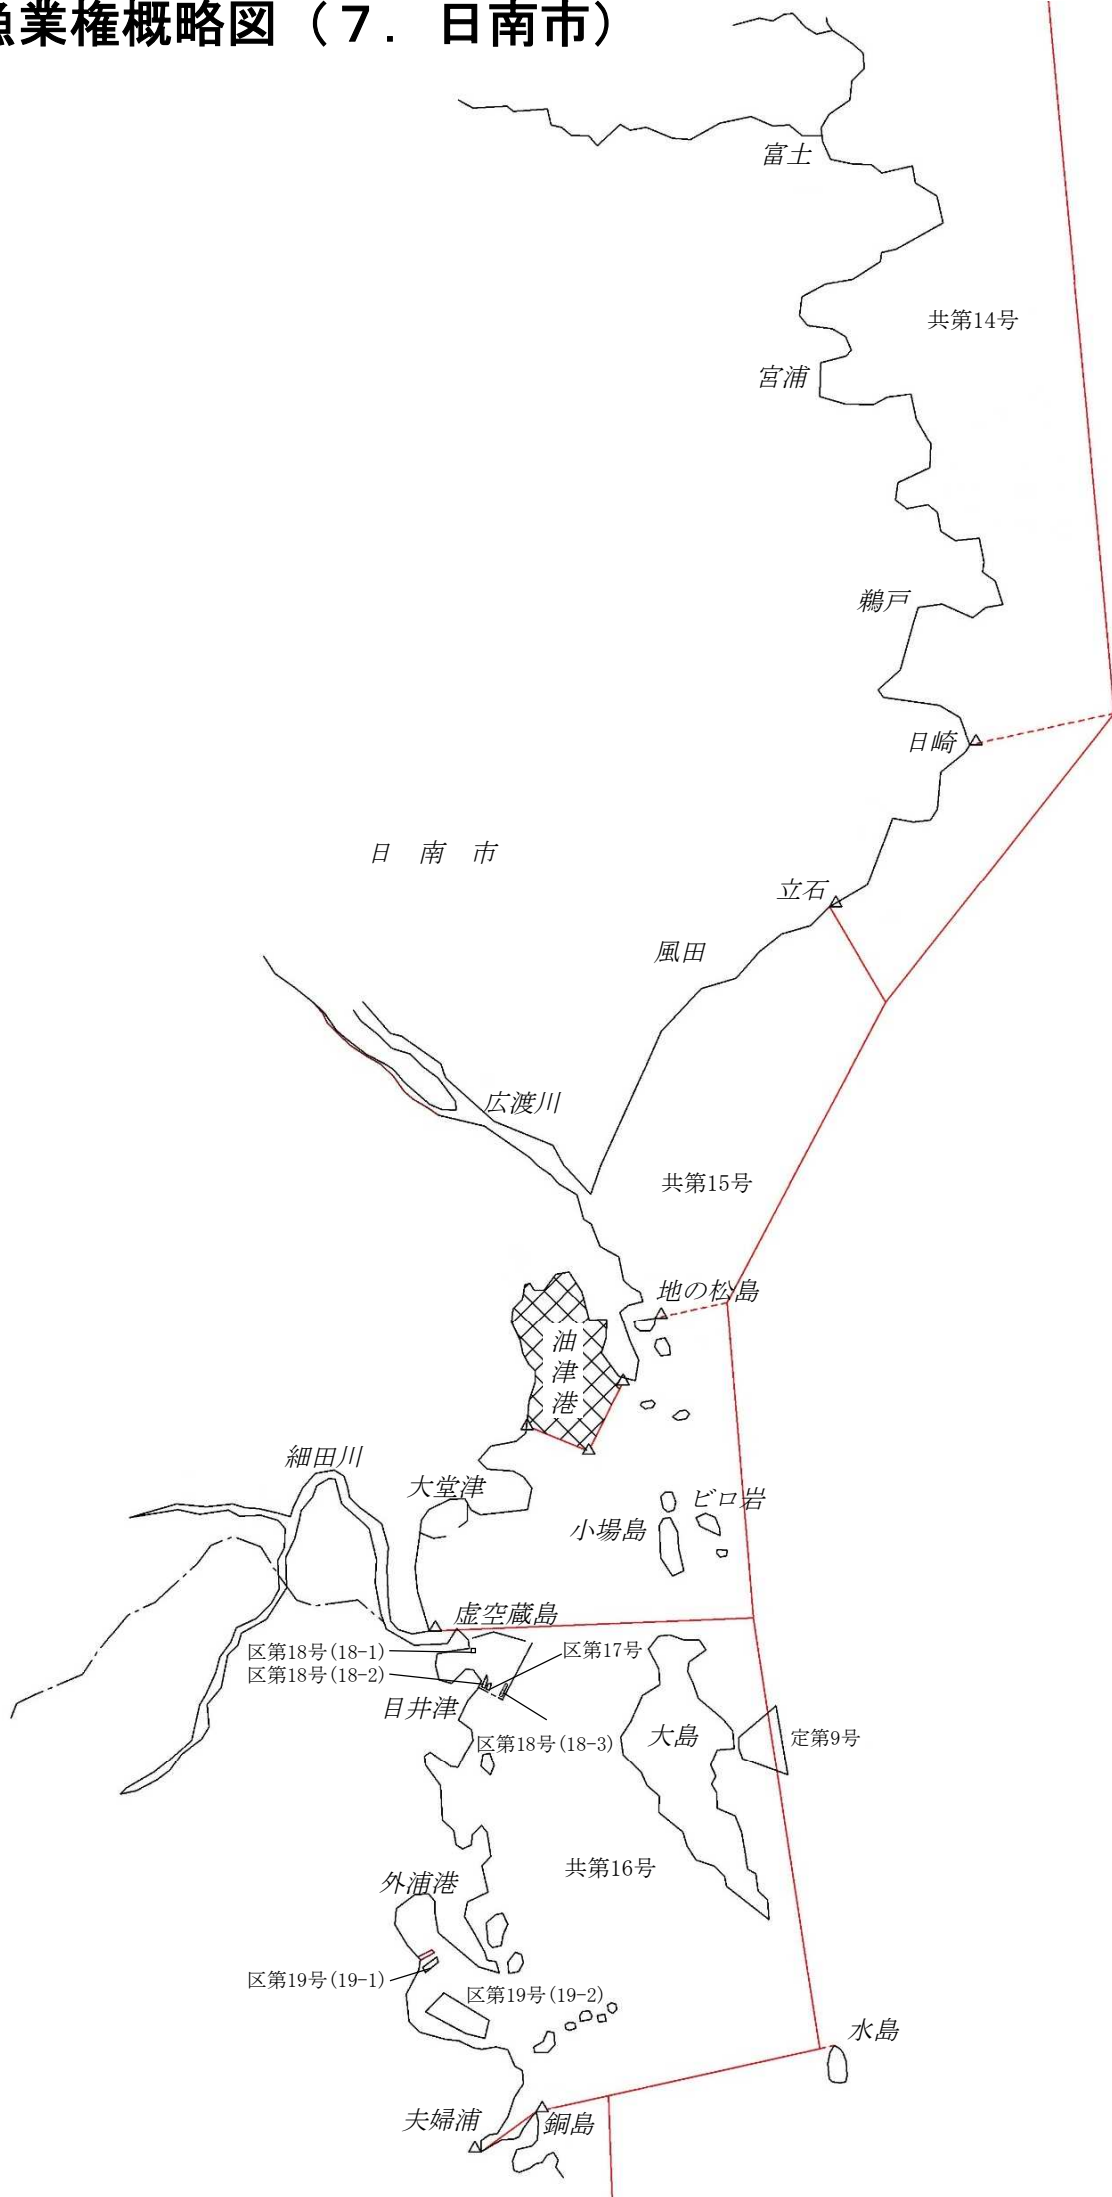 漁業権概略図（７．日南市）
富士
共第14号
宮浦
鵜戸
日崎
日　南　市
立石
風田
広渡川
共第15号
地の松島
油津港
細田川
大堂津
ビロ岩
小場島
虚空蔵島
区第18号(18-1)
区第17号
区第18号(18-2)
目井津
区第18号(18-3)
大島
定第9号
共第16号
外浦港
区第19号(19-1)
区第19号(19-2)
水島
夫婦浦
銅島